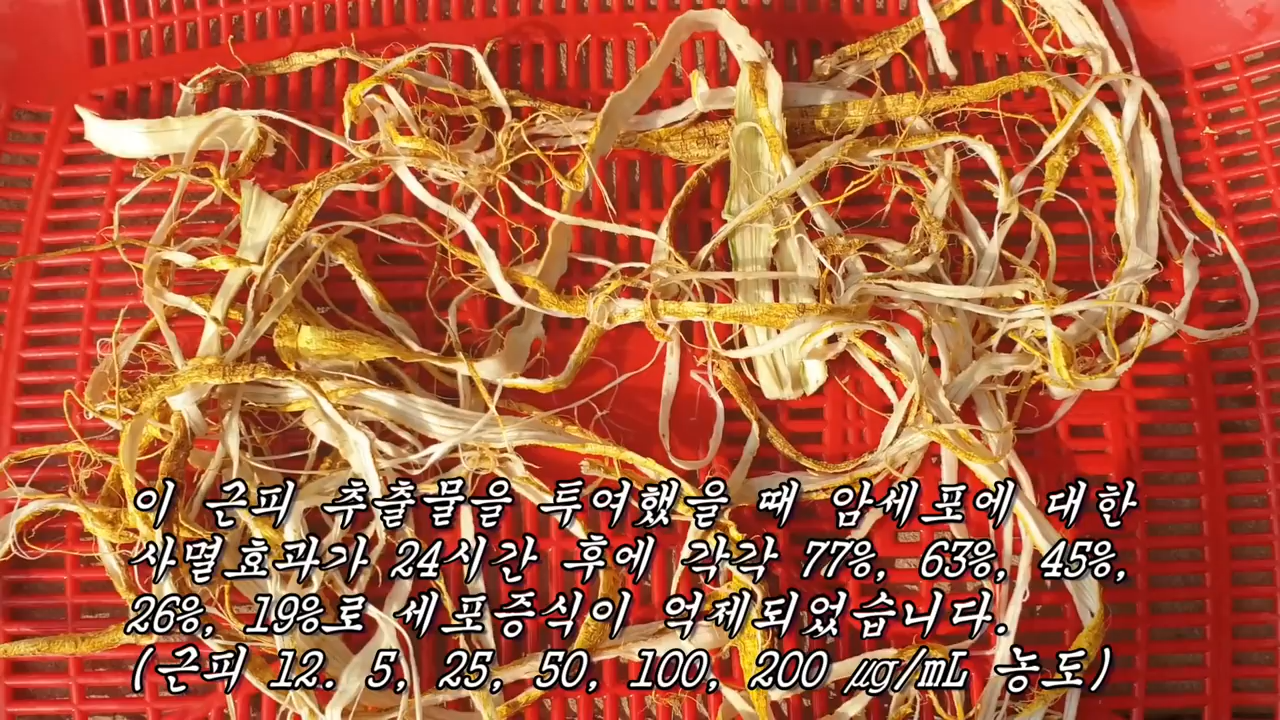 이 근피 추출물을 투여했을 때 암세포에 대한
사멸효과가 24시간 후에 각각 77%, 63%, 45%,
26%, 19%로 세포증식이 억제되었습니다.
(근피 12. 5, 25, 50, 100, 200 μg/mL 농도)